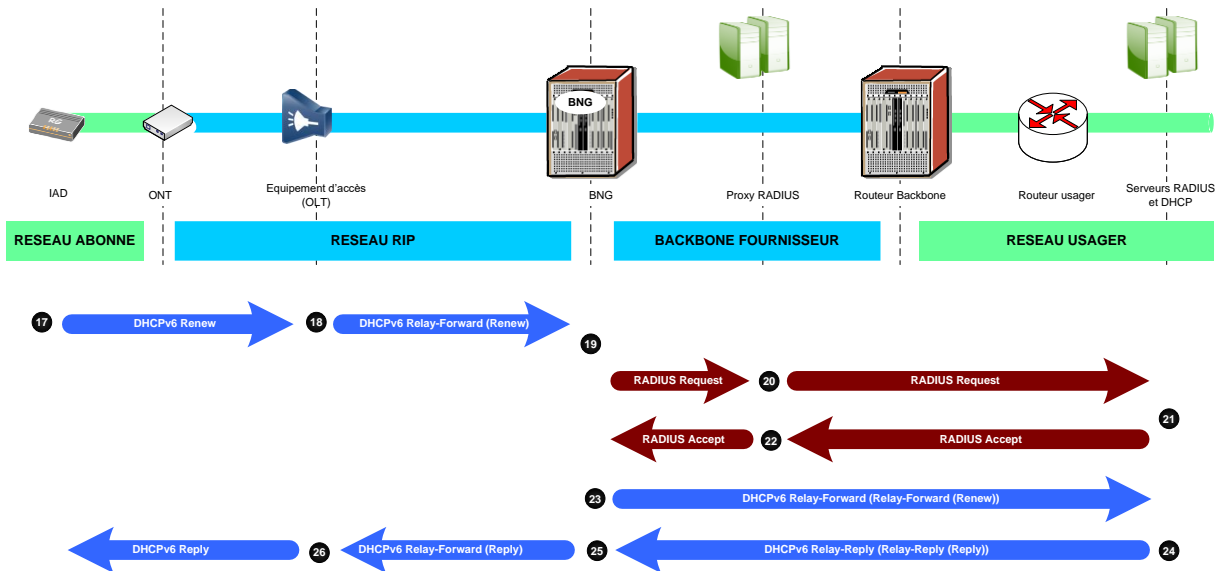 BNG
RG
IAD
ONT
Equipement d'accès
(OLT)
BNG
Proxy RADIUS
Routeur Backbone
Routeur usager
Serveurs RADIUS
et DHCP
RESEAU ABONNE
RESEAU RIP
BACKBONE FOURNISSEUR
RESEAU USAGER
17
DHCPv6 Renew
18
DHCPv6 Relay-Forward (Renew)
19
RADIUS Request
20
RADIUS Request
21
RADIUS Accept
22
RADIUS Accept
23
DHCPv6 Relay-Forward (Relay-Forward (Renew))
DHCPv6 Reply
26
DHCPv6 Relay-Forward (Reply)
25
DHCPv6 Relay-Reply (Relay-Reply (Reply))
24